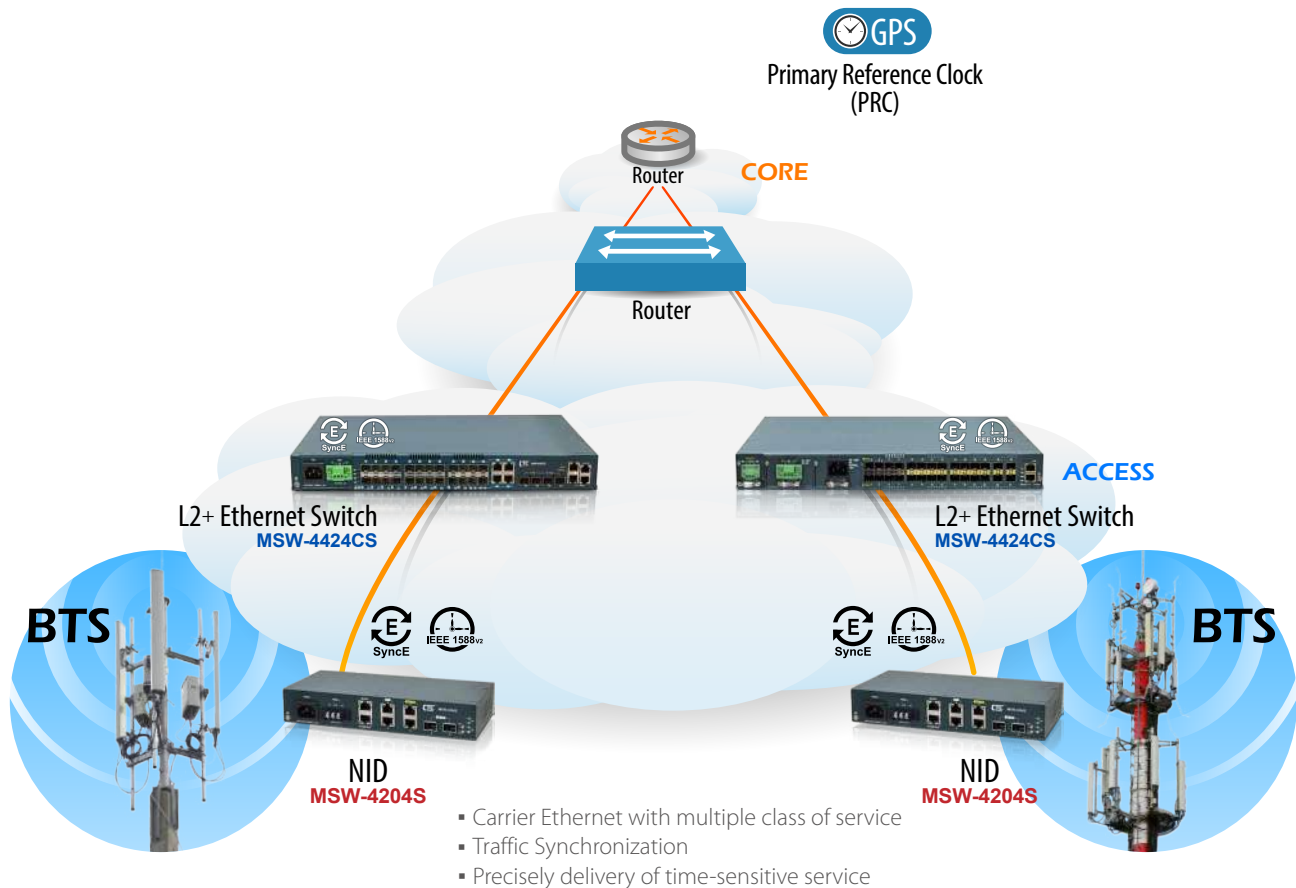 GPS
Primary Reference Clock
(PRC)
Router
CORE
Router
E
SyncE
IEEE 1588v2
E
SyncE
IEEE 1588v2
ACCESS
L2+ Ethernet Switch
MSW-4424CS
L2+ Ethernet Switch
MSW-4424CS
BTS
BTS
E
SyncE
IEEE 1588v2
E
SyncE
IEEE 1588v2
CTS
CTS
NID
MSW-4204S
NID
MSW-4204S
▪ Carrier Ethernet with multiple class of service
▪ Traffic Synchronization
▪ Precisely delivery of time-sensitive service